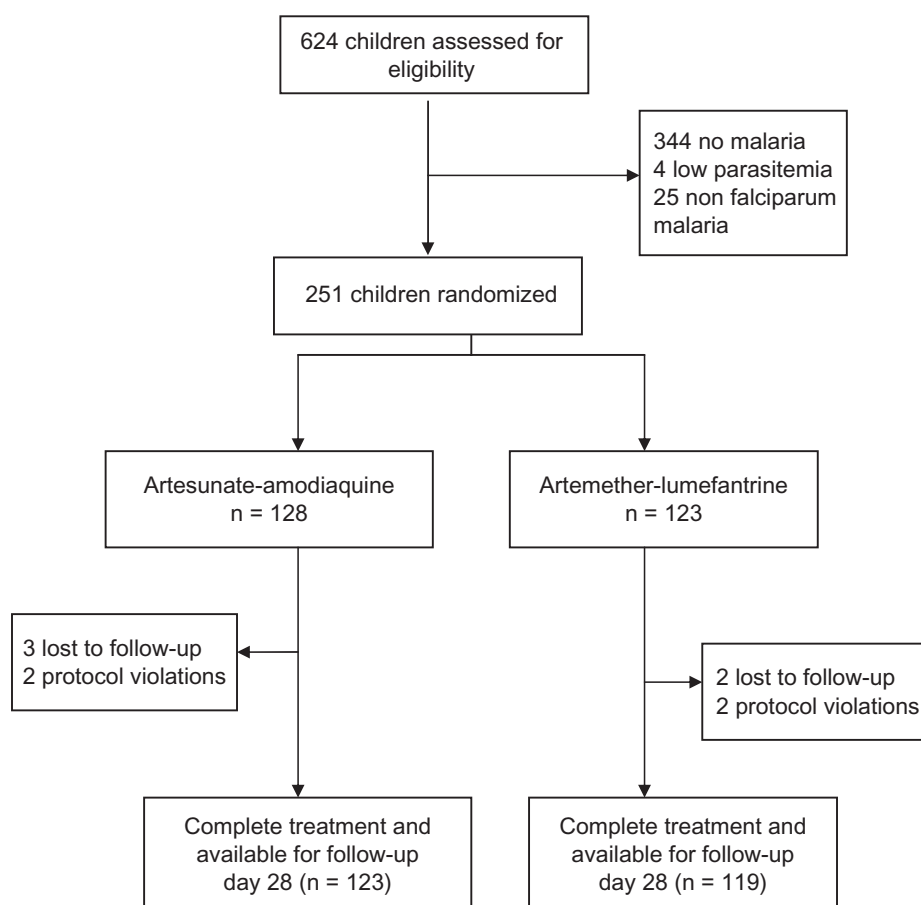 624 children assessed for
eligibility
344 no malaria
4 low parasitemia
25 non falciparum
malaria
251 children randomized
Artesunate-amodiaquine
n = 128
Artemether-lumefantrine
n = 123
3 lost to follow-up
2 protocol violations
2 lost to follow-up
2 protocol violations
Complete treatment and
available for follow-up
day 28 (n = 123)
Complete treatment and
available for follow-up
day 28 (n = 119)